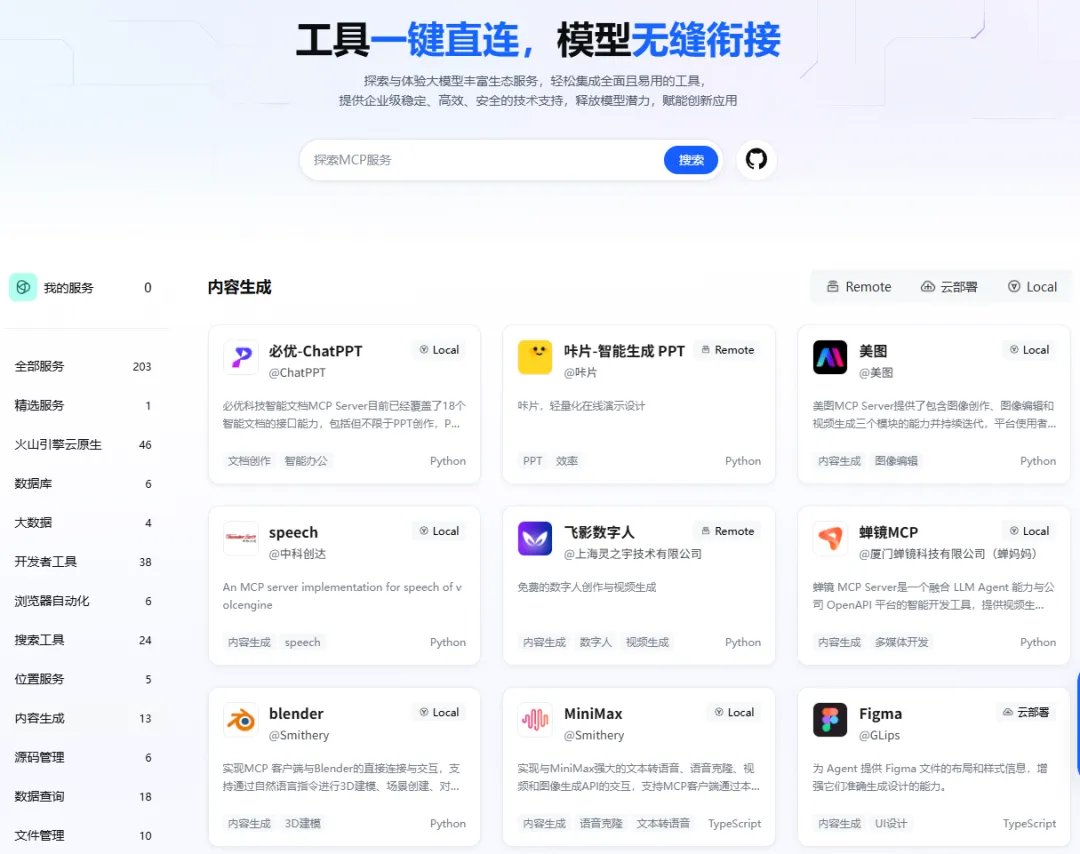 工具一键直连，模型无缝衔接
探索与体验大模型丰富生态服务，轻松集成全面且易用的工具，
提供企业级稳定、高效、安全的技术支持，释放模型潜力，赋能创新应用
探索MCP服务
搜索
我的服务 0
全部服务 203
精选服务 1
火山引擎云原生 46
数据库 6
大数据 4
开发者工具 38
浏览器自动化 6
搜索工具 24
位置服务 5
内容生成 13
源码管理 6
数据查询 18
文件管理 10
内容生成
Remote 云部署 Local
必优-ChatPPT Local
@ChatPPT
必优科技智能文档MCP Server目前已经覆盖了18个
智能文档的接口能力，包括但不限于PPT创作，P...
文档创作 智能办公 Python
咔片-智能生成 PPT Remote
@咔片
咔片，轻量化在线演示设计
PPT 效率 Python
美图 Local
@美图
美图MCP Server提供了包含图像创作、图像编辑和
视频生成三个模块的能力并持续迭代，平台使用者...
内容生成 图像编辑 Python
speech Local
@中科创达
An MCP server implementation for speech of v
olcengine
内容生成 speech Python
飞影数字人 Remote
@上海灵之宇技术有限公司
免费的数字人创作与视频生成
内容生成 数字人 视频生成 Python
蝉镜MCP Local
@厦门蝉镜科技有限公司（蝉妈妈）
蝉镜 MCP Server是一个融合 LLM Agent 能力与公
司 OpenAPI 平台的智能开发工具，提供视频生...
内容生成 多媒体开发 Python
blender Local
@Smithery
实现MCP 客户端与Blender的直接连接与交互，支
持通过自然语言指令进行3D建模、场景创建、对...
内容生成 3D建模 Python
MiniMax Local
@Smithery
实现与MiniMax强大的文本转语音、语音克隆、视
频和图像生成API的交互，支持MCP客户端通过本...
内容生成 语音克隆 文本转语音 TypeScript
Figma 云部署
@GLips
为 Agent 提供 Figma 文件的布局和样式信息，增
强它们准确生成设计的能力。
内容生成 UI设计 TypeScript